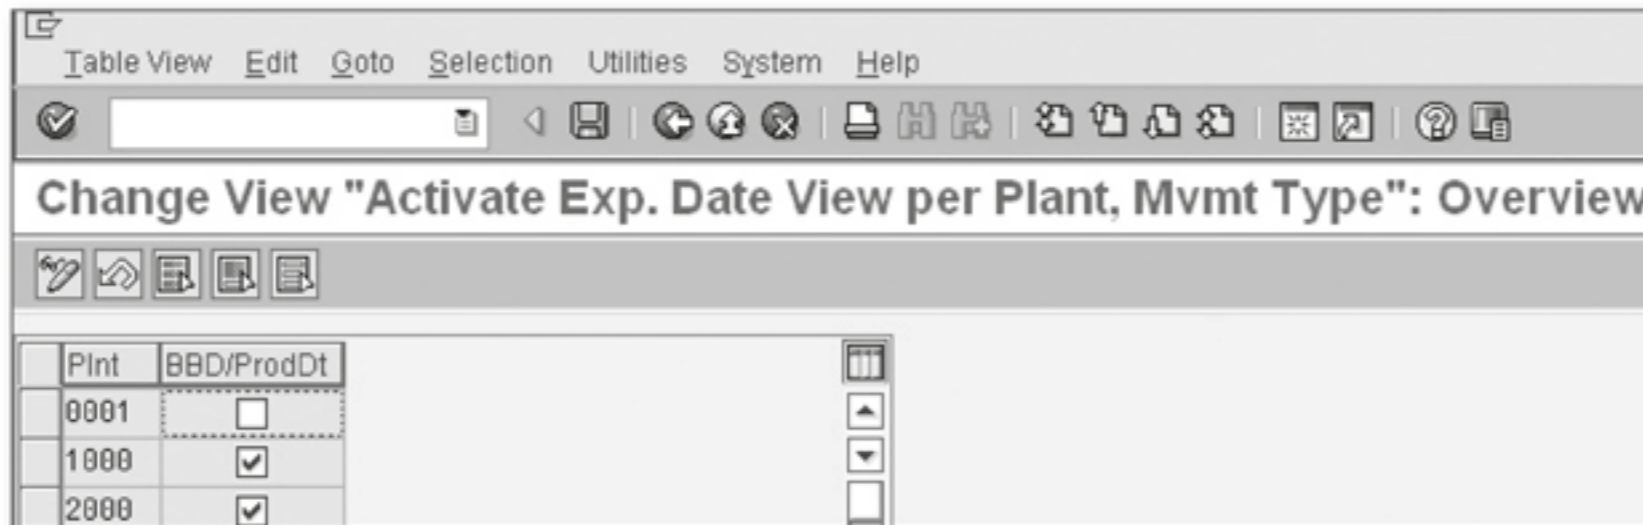 Table View Edit Goto Selection Utilities System Help
Change View "Activate Exp. Date View per Plant, Mvmt Type": Overview
Plnt BBD/ProdDt
0001
1000
2000